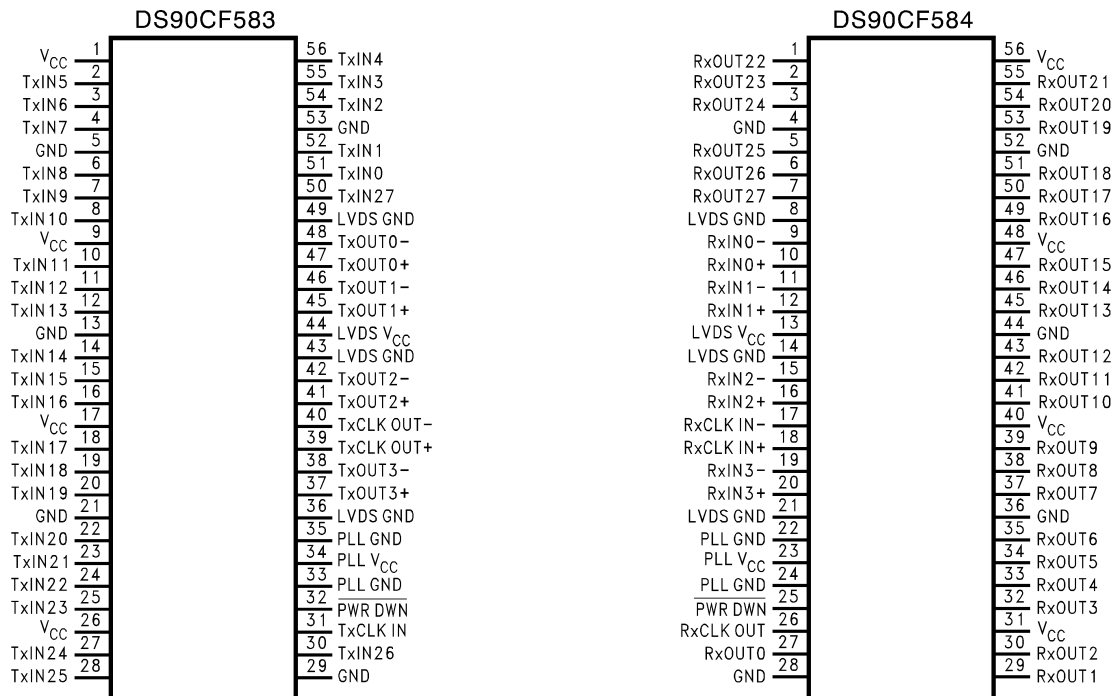 DS90CF583
1 VCC
2 TxIN5
3 TxIN6
4 TxIN7
5 GND
6 TxIN8
7 TxIN9
8 TxIN10
9 VCC
10 TxIN11
11 TxIN12
12 TxIN13
13 GND
14 TxIN14
15 TxIN15
16 TxIN16
17 VCC
18 TxIN17
19 TxIN18
20 TxIN19
21 GND
22 TxIN20
23 TxIN21
24 TxIN22
25 TxIN23
26 VCC
27 TxIN24
28 TxIN25
56 TxIN4
55 TxIN3
54 TxIN2
53 GND
52 TxIN1
51 TxIN0
50 TxIN27
49 LVDS GND
48 TxOUT0-
47 TxOUT0+
46 TxOUT1-
45 TxOUT1+
44 LVDS VCC
43 LVDS GND
42 TxOUT2-
41 TxOUT2+
40 TxCLK OUT-
39 TxCLK OUT+
38 TxOUT3-
37 TxOUT3+
36 LVDS GND
35 PLL GND
34 PLL VCC
33 PLL GND
32 PWR DWN
31 TxCLK IN
30 TxIN26
29 GND
DS90CF584
1 RxOUT22
2 RxOUT23
3 RxOUT24
4 GND
5 RxOUT25
6 RxOUT26
7 RxOUT27
8 LVDS GND
9 RxIN0-
10 RxIN0+
11 RxIN1-
12 RxIN1+
13 LVDS VCC
14 LVDS GND
15 RxIN2-
16 RxIN2+
17 RxCLK IN-
18 RxCLK IN+
19 RxIN3-
20 RxIN3+
21 LVDS GND
22 PLL GND
23 PLL VCC
24 PLL GND
25 PWR DWN
26 RxCLK OUT
27 RxOUT0
28 GND
56 VCC
55 RxOUT21
54 RxOUT20
53 RxOUT19
52 GND
51 RxOUT18
50 RxOUT17
49 RxOUT16
48 VCC
47 RxOUT15
46 RxOUT14
45 RxOUT13
44 GND
43 RxOUT12
42 RxOUT11
41 RxOUT10
40 VCC
39 RxOUT9
38 RxOUT8
37 RxOUT7
36 GND
35 RxOUT6
34 RxOUT5
33 RxOUT4
32 RxOUT3
31 VCC
30 RxOUT2
29 RxOUT1